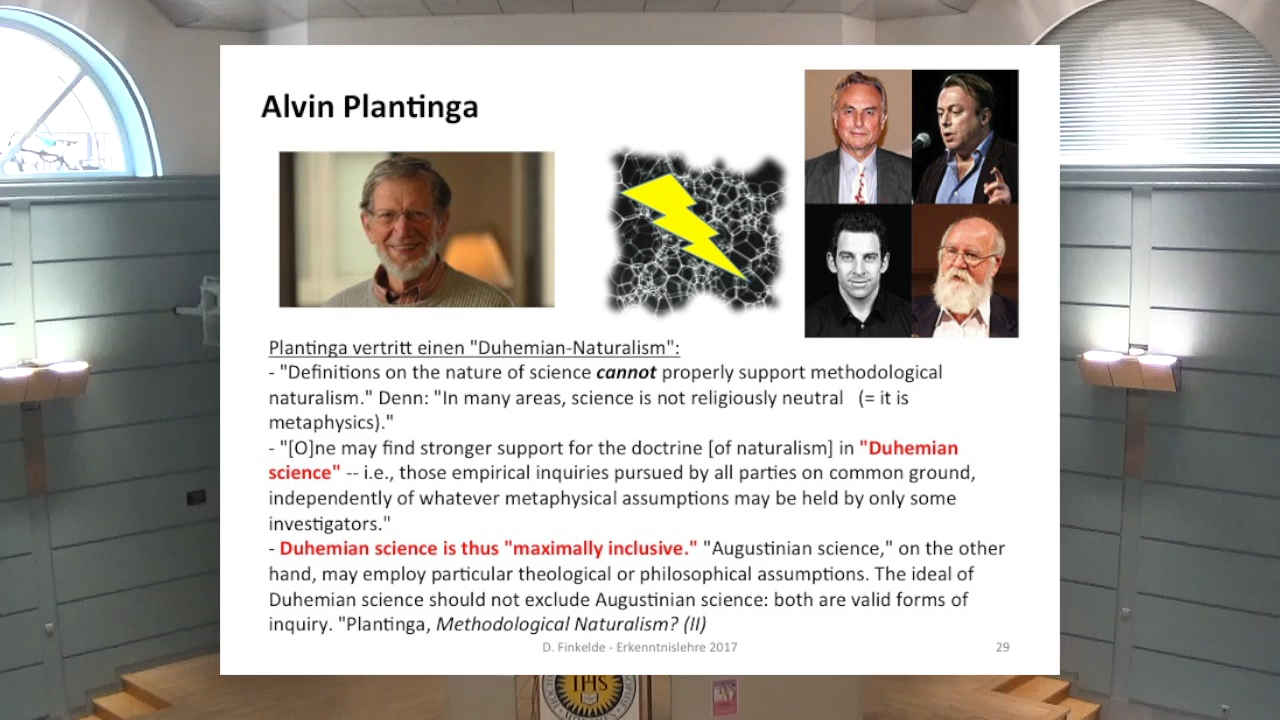 Alvin Plantinga
Plantinga vertritt einen "Duhemian-Naturalism":
- "Definitions on the nature of science cannot properly support methodological
naturalism." Denn: "In many areas, science is not religiously neutral (= it is
metaphysics)."
- "[O]ne may find stronger support for the doctrine [of naturalism] in "Duhemian
science" -- i.e., those empirical inquiries pursued by all parties on common ground,
independently of whatever metaphysical assumptions may be held by only some
investigators."
- Duhemian science is thus "maximally inclusive." "Augustinian science," on the other
hand, may employ particular theological or philosophical assumptions. The ideal of
Duhemian science should not exclude Augustinian science: both are valid forms of
inquiry. "Plantinga, Methodological Naturalism? (II)
D. Finkelde - Erkenntnislehre 2017
29
IHS